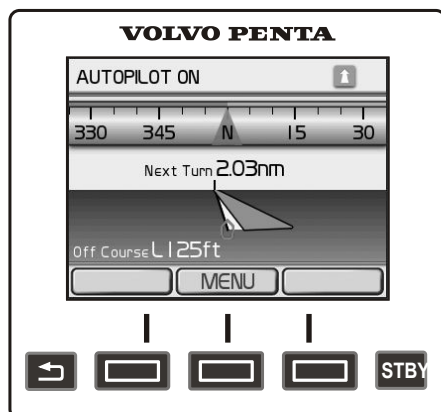 VOLVO PENTA
AUTOPILOT ON
330 345 N 15 30
Next Turn 2.03nm
Off Course L125ft
MENU
STBY